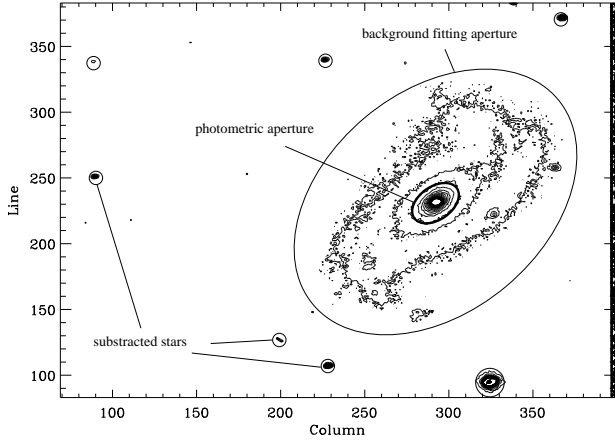 background fitting aperture
photometric aperture
substracted stars
350
300
250
200
150
100
Line
100 150 200 250 300 350
Column